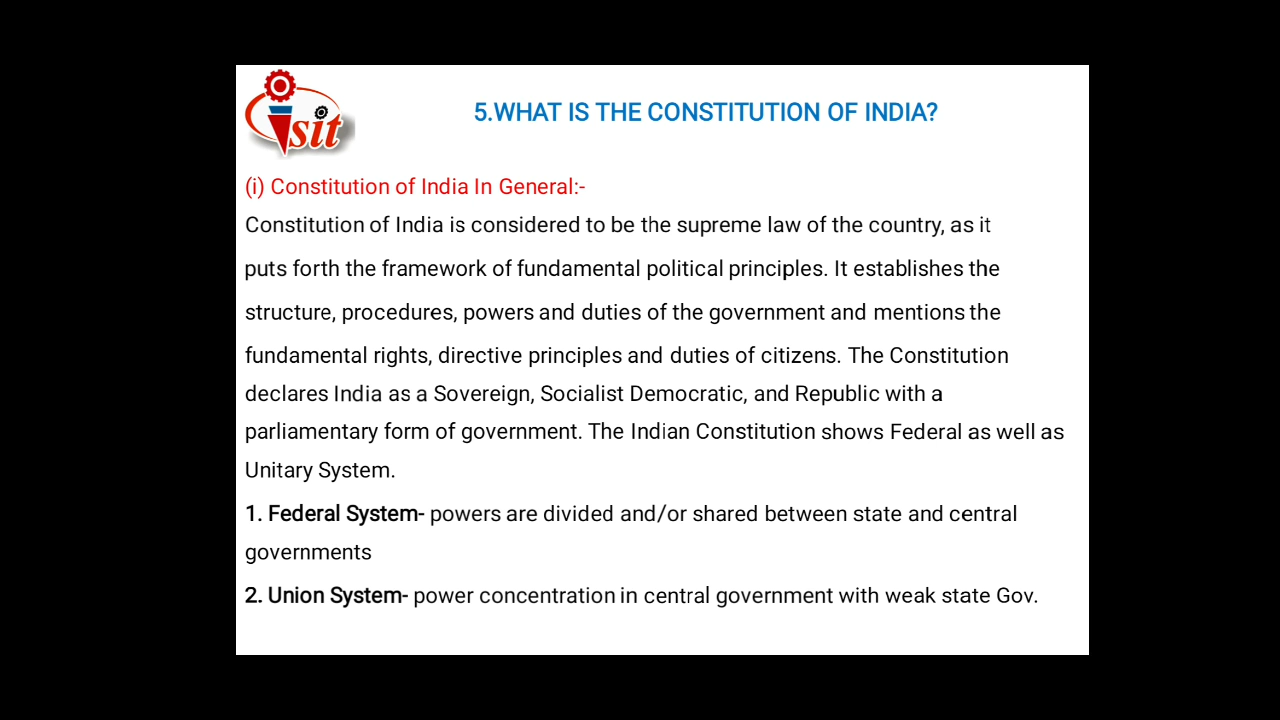 isit
5.WHAT IS THE CONSTITUTION OF INDIA?
(i) Constitution of India In General:-
Constitution of India is considered to be the supreme law of the country, as it
puts forth the framework of fundamental political principles. It establishes the
structure, procedures, powers and duties of the government and mentions the
fundamental rights, directive principles and duties of citizens. The Constitution
declares India as a Sovereign, Socialist Democratic, and Republic with a
parliamentary form of government. The Indian Constitution shows Federal as well as
Unitary System.
1. Federal System- powers are divided and/or shared between state and central
governments
2. Union System- power concentration in central government with weak state Gov.